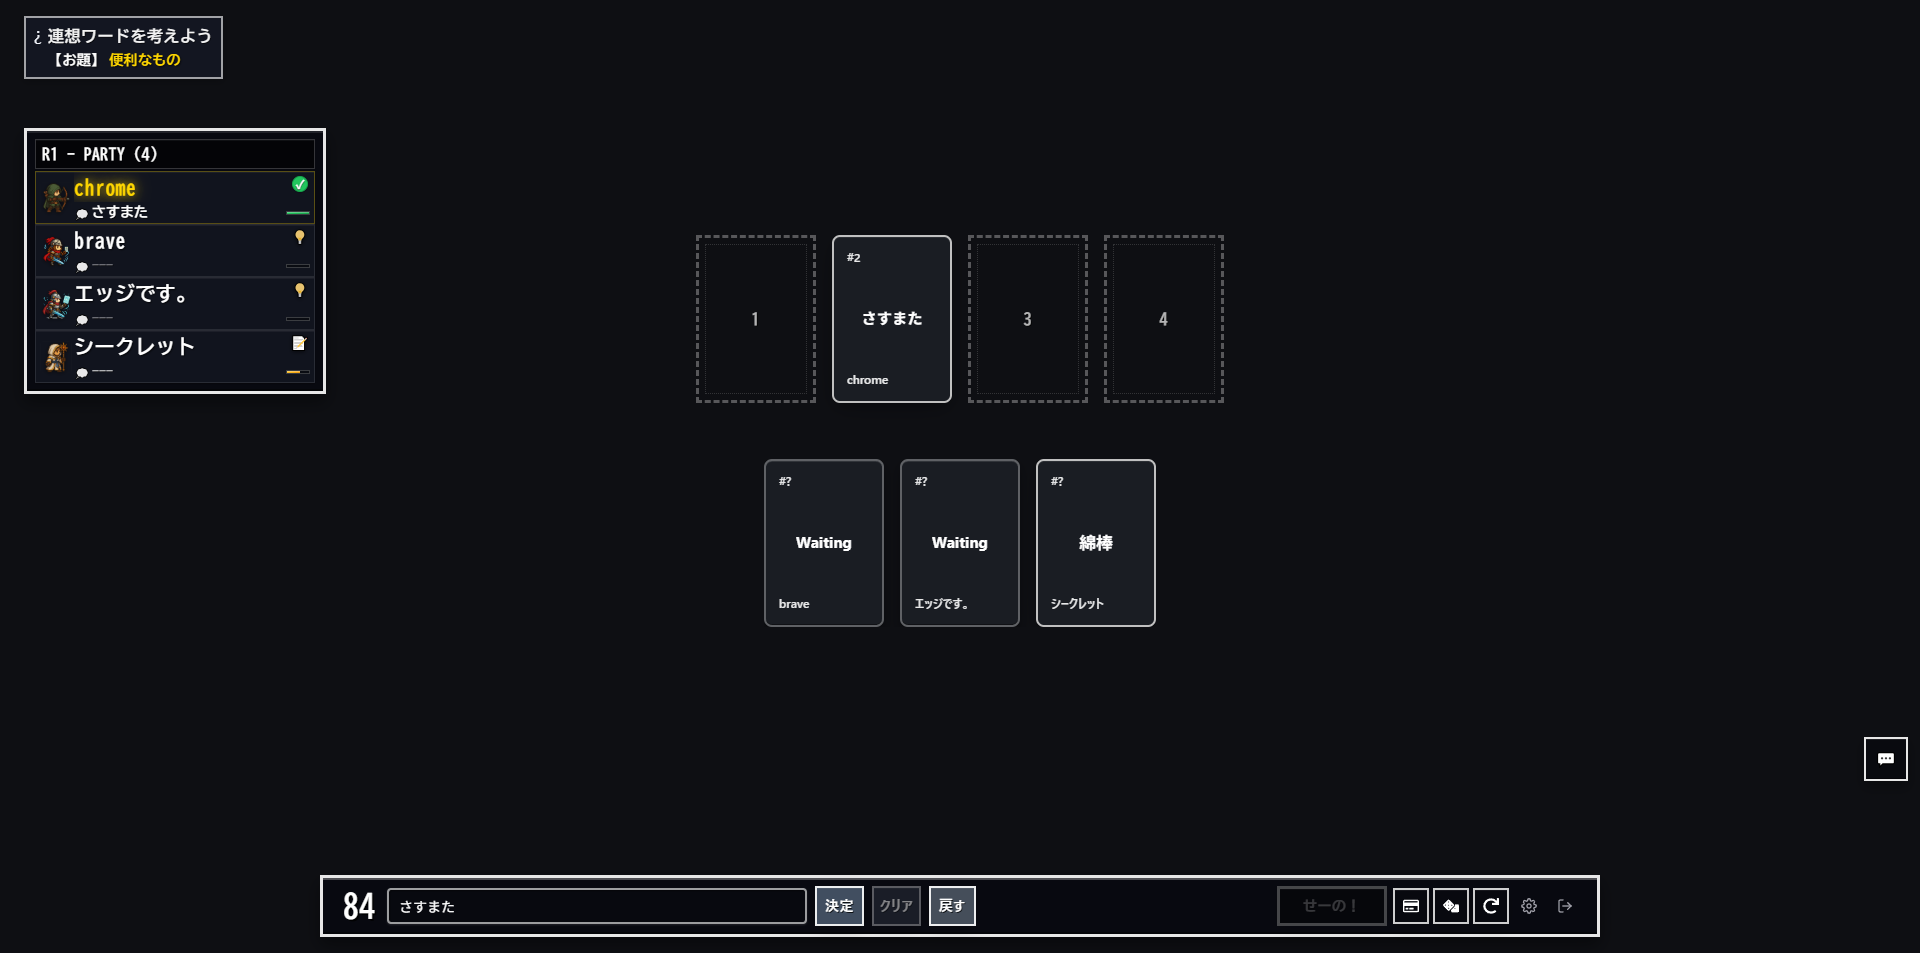 ¿ 連想ワードを考えよう
【お題】 便利なもの
R1 - PARTY (4)
chrome
さすまた
brave
---
エッジです。
---
シークレット
---
1
#2
さすまた
chrome
3
4
#?
Waiting
brave
#?
Waiting
エッジです。
#?
綿棒
シークレット
84
さすまた
決定
クリア
戻す
せーの！